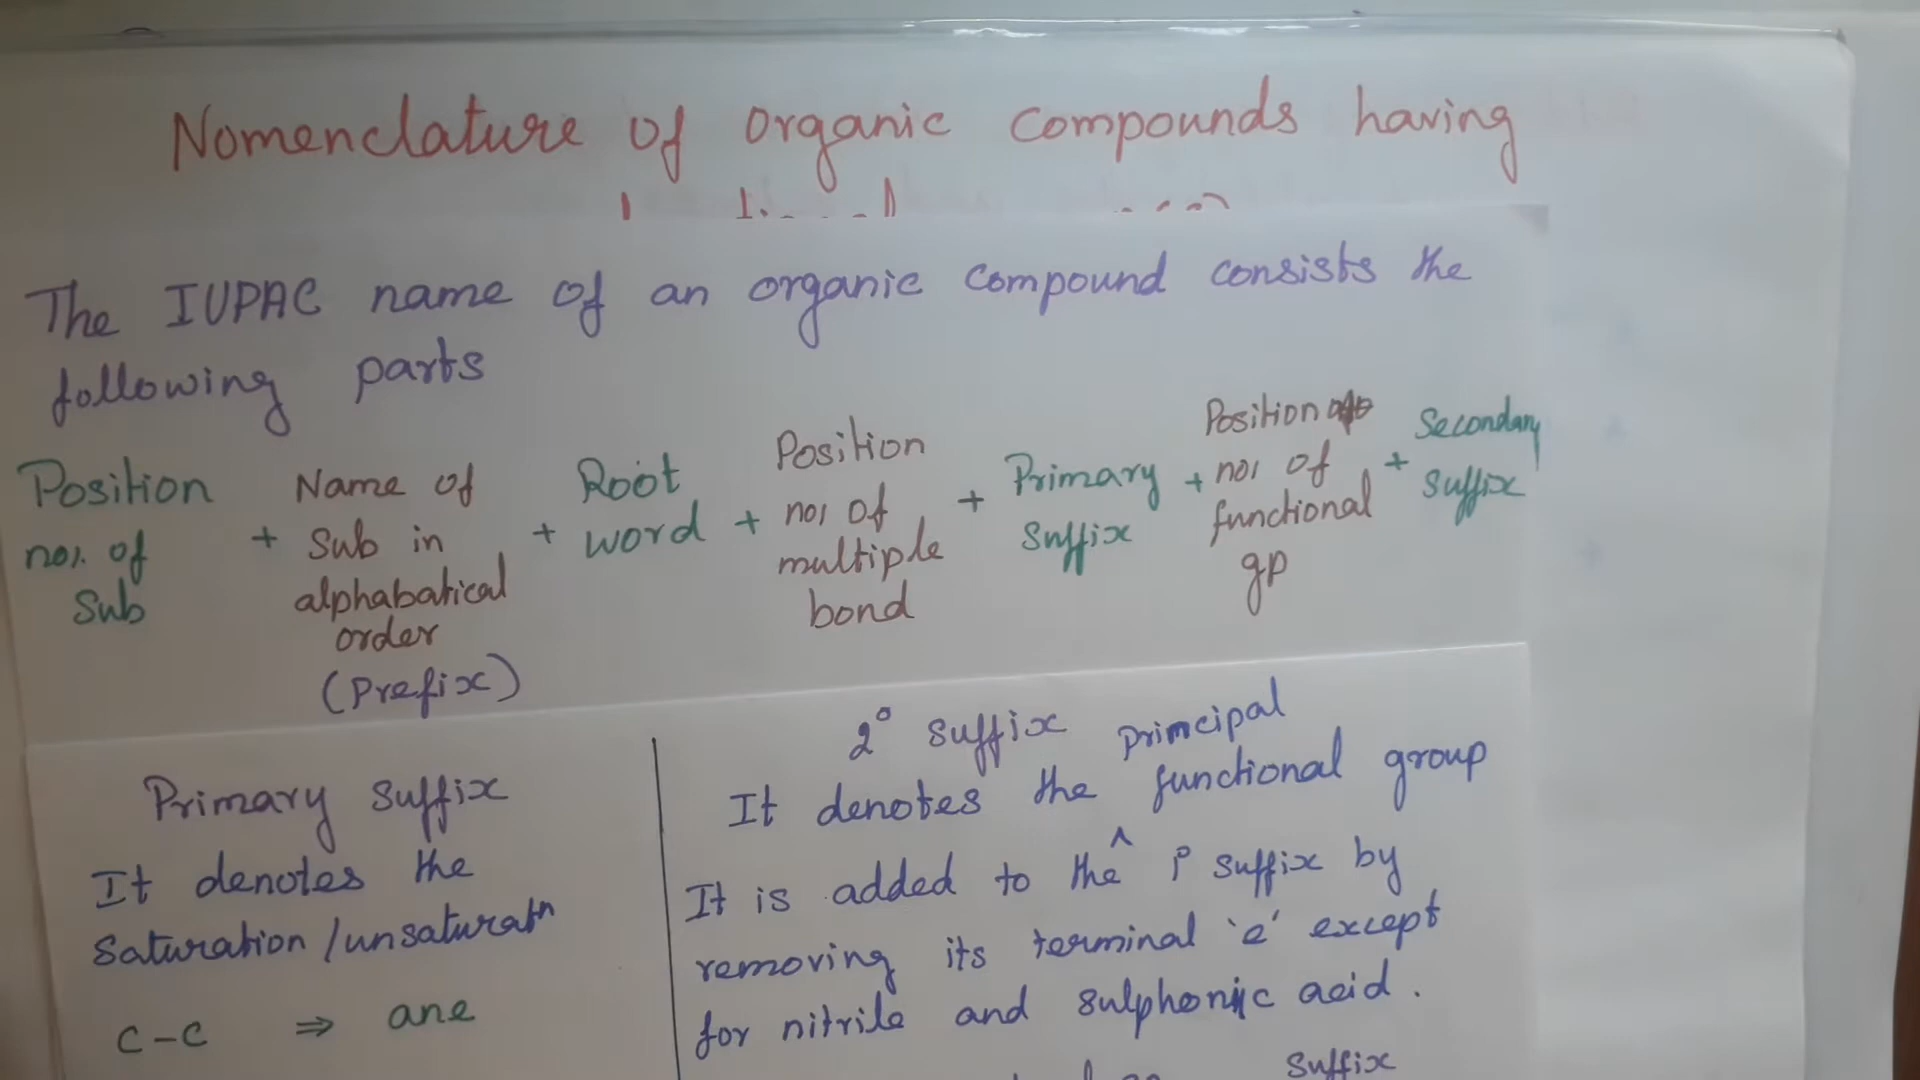 Nomenclature of organic compounds having
The IUPAC name of an organic compound consists the
following parts
Position no. of Sub + Name of Sub in alphabatical order (Prefix) + Root word + Position no. of multiple bond + Primary Suffix + Position no. of functional gp + Secondary Suffix
Primary suffix
It denotes the
Saturation/unsaturatn
C-C ⇒ ane
2° suffix
It denotes the principal functional group
It is added to the ^ 1° suffix by
removing its terminal 'e' except
for nitrile and sulphonic acid.
Suffix